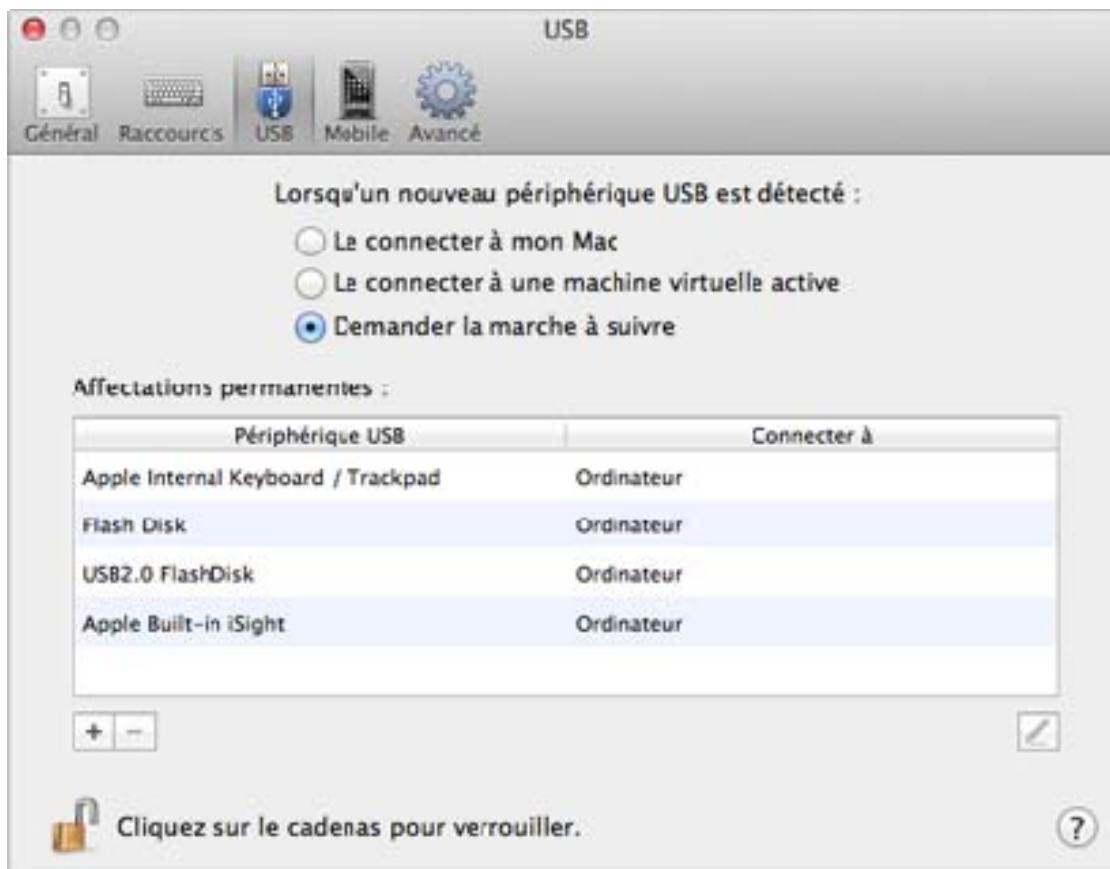 USB
Général Raccourcis USB Mobile Avancé
Lorsqu'un nouveau périphérique USB est détecté :
Le connecter à mon Mac
Le connecter à une machine virtuelle active
Demander la marche à suivre
Affectations permanentes :
Périphérique USB Connecter à
Apple Internal Keyboard / Trackpad Ordinateur
Flash Disk Ordinateur
USB2.0 FlashDisk Ordinateur
Apple Built-in iSight Ordinateur
+ −
Cliquez sur le cadenas pour verrouiller. ?